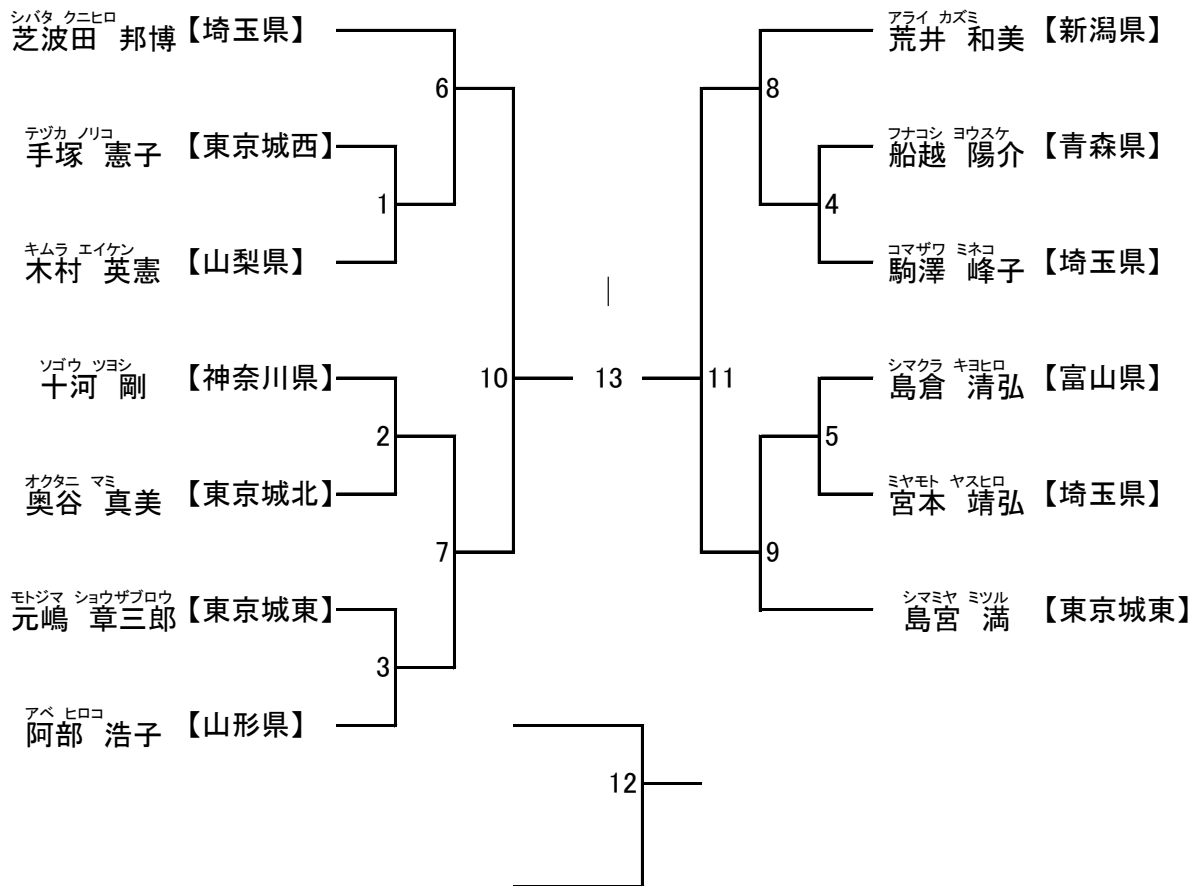 シバタ クニヒロ
芝波田 邦博【埼玉県】
6
テヅカ ノリコ
手塚 憲子【東京城西】
1
キムラ エイケン
木村 英憲【山梨県】
ソゴウ ツヨシ
十河 剛【神奈川県】
2
オクタニ マミ
奥谷 真美【東京城北】
7
モトジマ ショウザブロウ
元嶋 章三郎【東京城東】
3
アベ ヒロコ
阿部 浩子【山形県】
10
13
11
12
アライ カズミ
荒井 和美【新潟県】
8
フナコシ ヨウスケ
船越 陽介【青森県】
4
コマザワ ミネコ
駒澤 峰子【埼玉県】
シマクラ キヨヒロ
島倉 清弘【富山県】
5
ミヤモト ヤスヒロ
宮本 靖弘【埼玉県】
9
シマミヤ ミツル
島宮 満【東京城東】